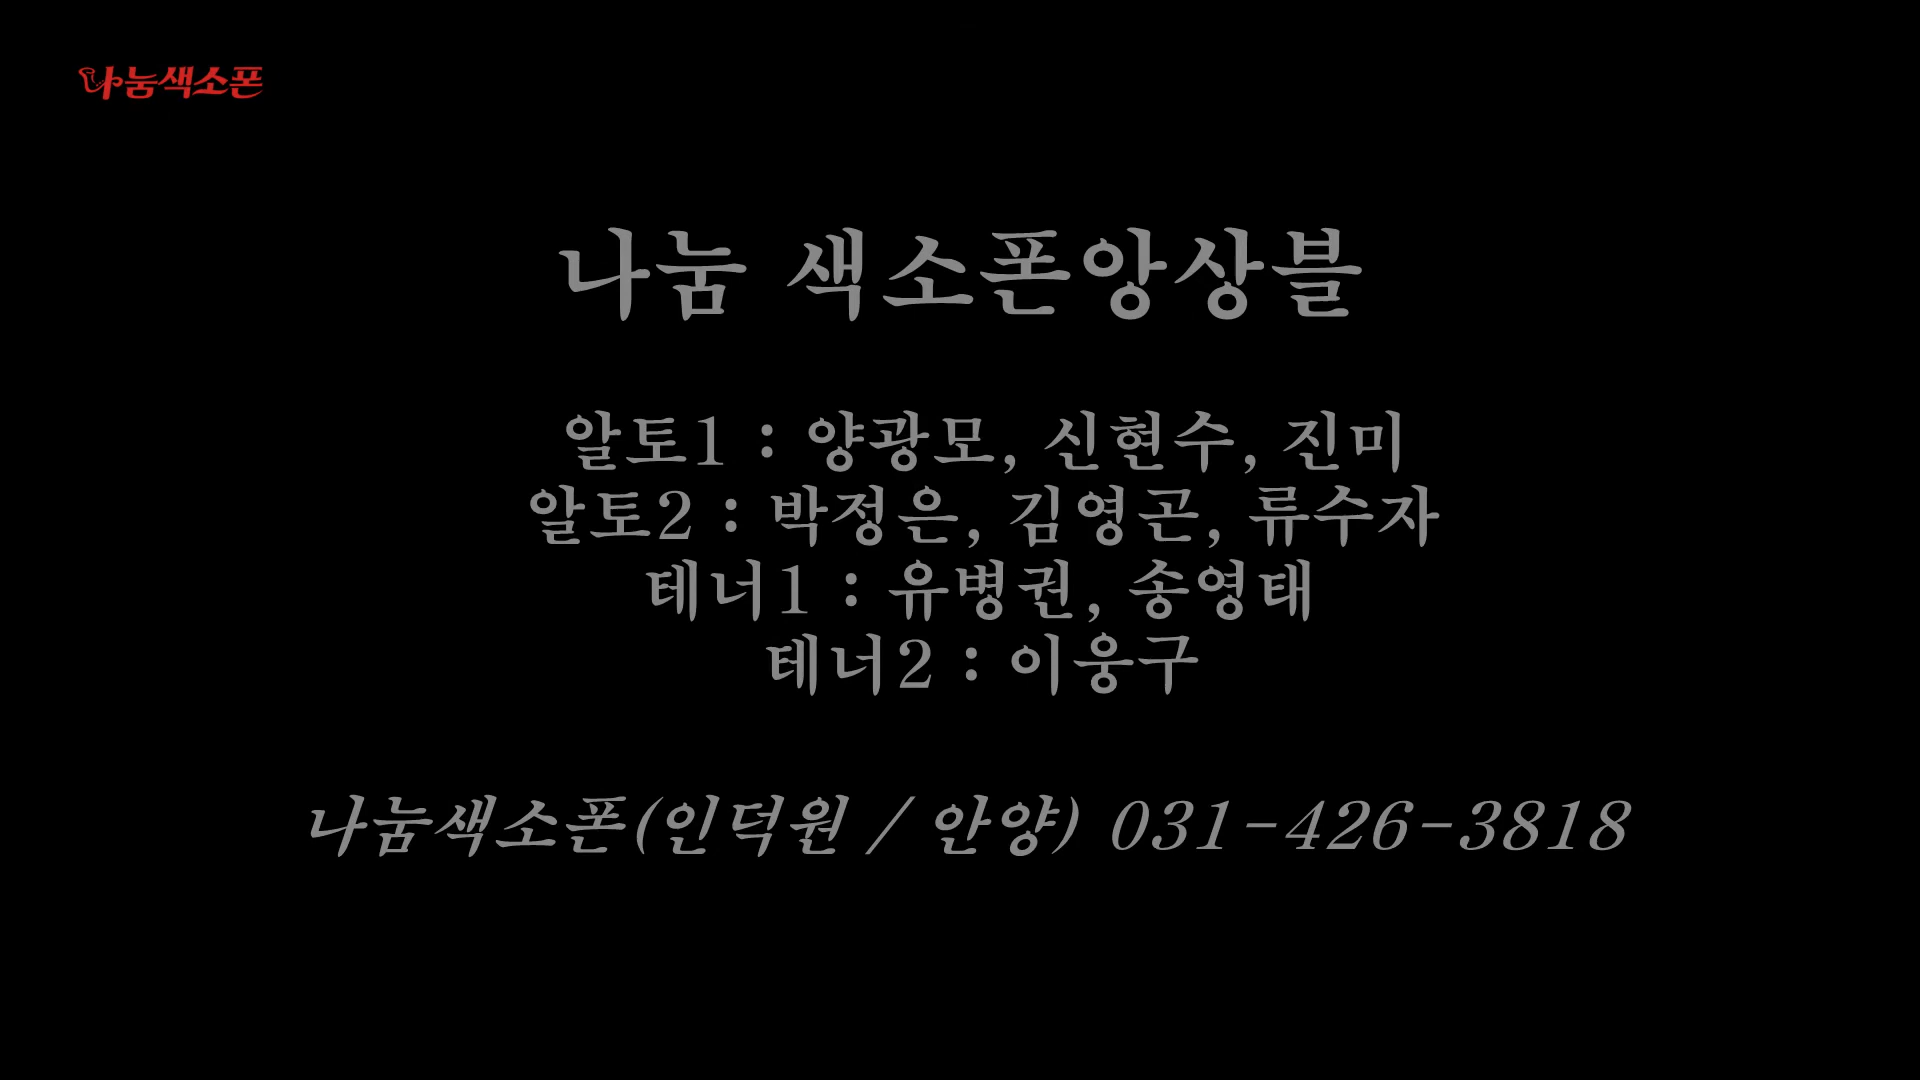 나눔색소폰
나눔 색소폰앙상블
알토1 : 양광모, 신현수, 진미
알토2 : 박정은, 김영곤, 류수자
테너1 : 유병권, 송영태
테너2 : 이웅구
나눔색소폰(인덕원 / 안양) 031-426-3818